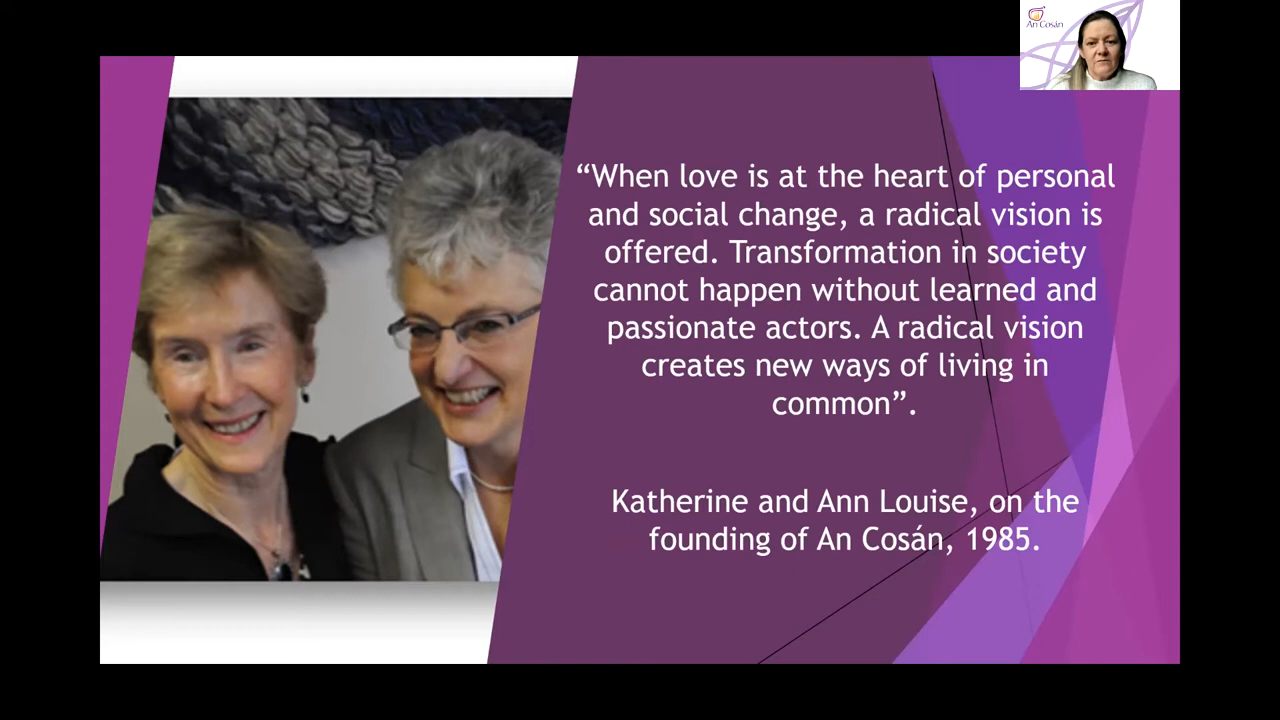 An Cosán
“When love is at the heart of personal
and social change, a radical vision is
offered. Transformation in society
cannot happen without learned and
passionate actors. A radical vision
creates new ways of living in
common”.
Katherine and Ann Louise, on the
founding of An Cosán, 1985.